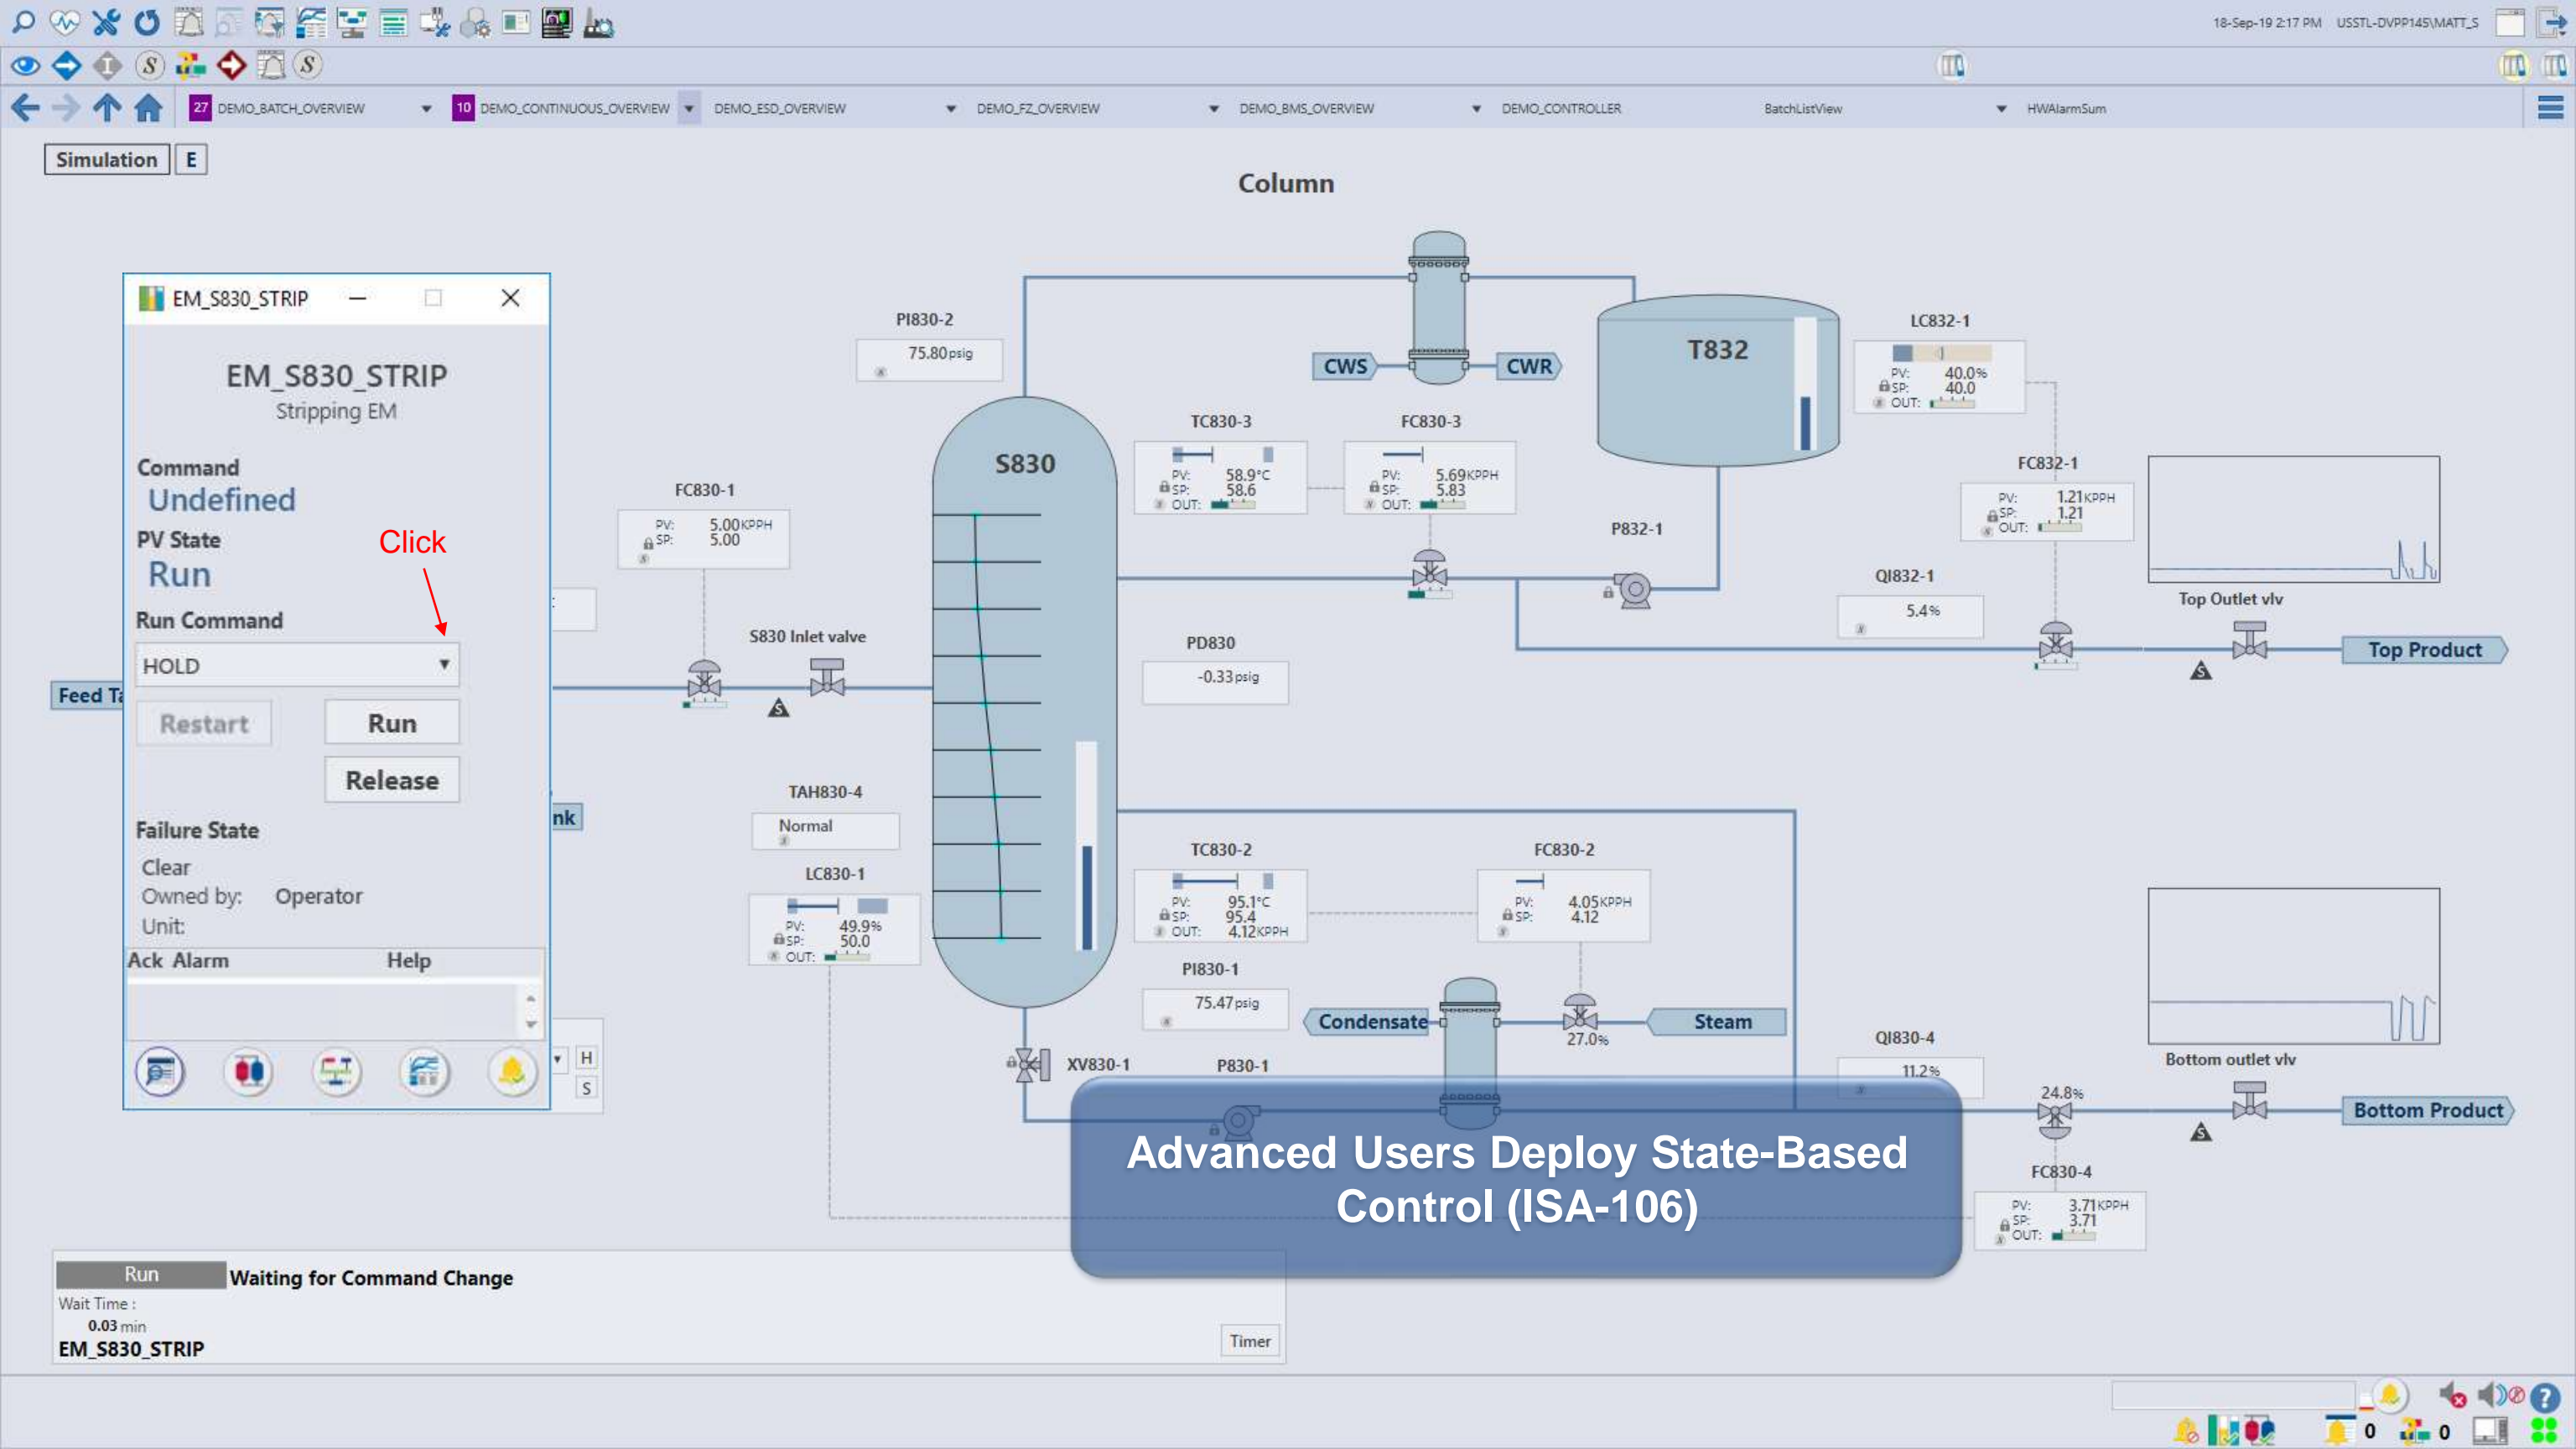 18-Sep-19 2:17 PM USSTL-DVPP145\MATT_S
27 DEMO_BATCH_OVERVIEW
10 DEMO_CONTINUOUS_OVERVIEW
DEMO_ESD_OVERVIEW
DEMO_FZ_OVERVIEW
DEMO_BMS_OVERVIEW
DEMO_CONTROLLER
BatchListView
HWAlarmSum
Simulation E
Column
EM_S830_STRIP
EM_S830_STRIP
Stripping EM
Command
Undefined
PV State
Run
Click
Run Command
HOLD
Restart
Run
Release
Failure State
Clear
Owned by: Operator
Unit:
Ack Alarm Help
Feed Ta
nk
H
S
PI830-2
75.80 psig
CWS
CWR
T832
LC832-1
PV: 40.0%
SP: 40.0
OUT:
S830
TC830-3
PV: 58.9°C
SP: 58.6
OUT:
FC830-3
PV: 5.69 KPPH
SP: 5.83
OUT:
FC832-1
PV: 1.21 KPPH
SP: 1.21
OUT:
FC830-1
PV: 5.00 KPPH
SP: 5.00
P832-1
QI832-1
5.4%
Top Outlet vlv
Top Product
S830 Inlet valve
S
S
PD830
-0.33 psig
TAH830-4
Normal
LC830-1
PV: 49.9%
SP: 50.0
OUT:
TC830-2
PV: 95.1°C
SP: 95.4
OUT: 4.12 KPPH
FC830-2
PV: 4.05 KPPH
SP: 4.12
PI830-1
75.47 psig
Condensate
Steam
27.0%
QI830-4
11.2%
XV830-1
P830-1
24.8%
Bottom outlet vlv
Bottom Product
S
FC830-4
PV: 3.71 KPPH
SP: 3.71
OUT:
Advanced Users Deploy State-Based
Control (ISA-106)
Run Waiting for Command Change
Wait Time :
0.03 min
EM_S830_STRIP
Timer
0
0